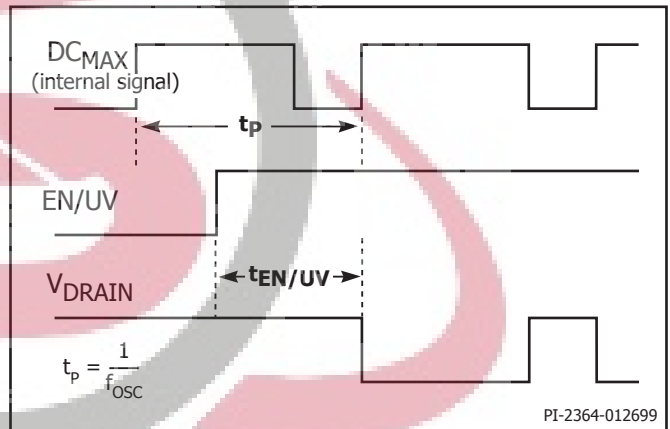 DCMAX
(internal signal)
tP
EN/UV
tEN/UV
VDRAIN
tP = 1
fOSC
PI-2364-012699